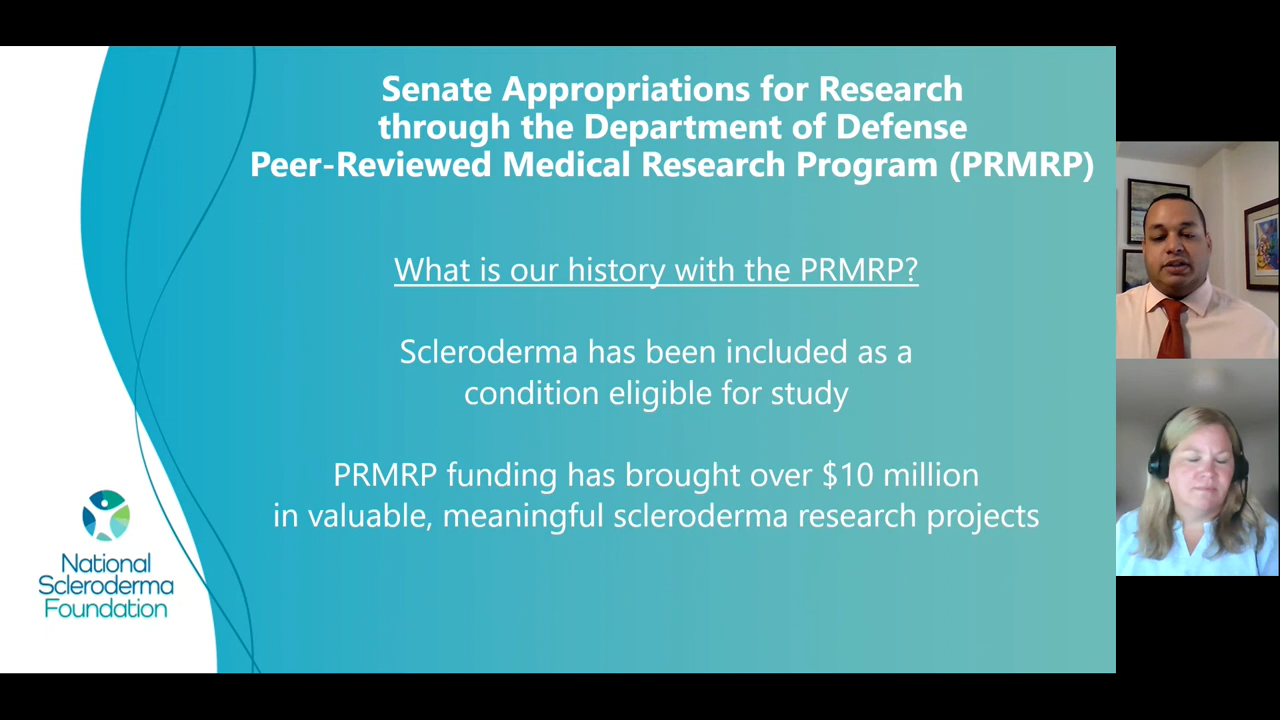 Senate Appropriations for Research
through the Department of Defense
Peer-Reviewed Medical Research Program (PRMRP)
What is our history with the PRMRP?
Scleroderma has been included as a
condition eligible for study
PRMRP funding has brought over $10 million
in valuable, meaningful scleroderma research projects
National
Scleroderma
Foundation